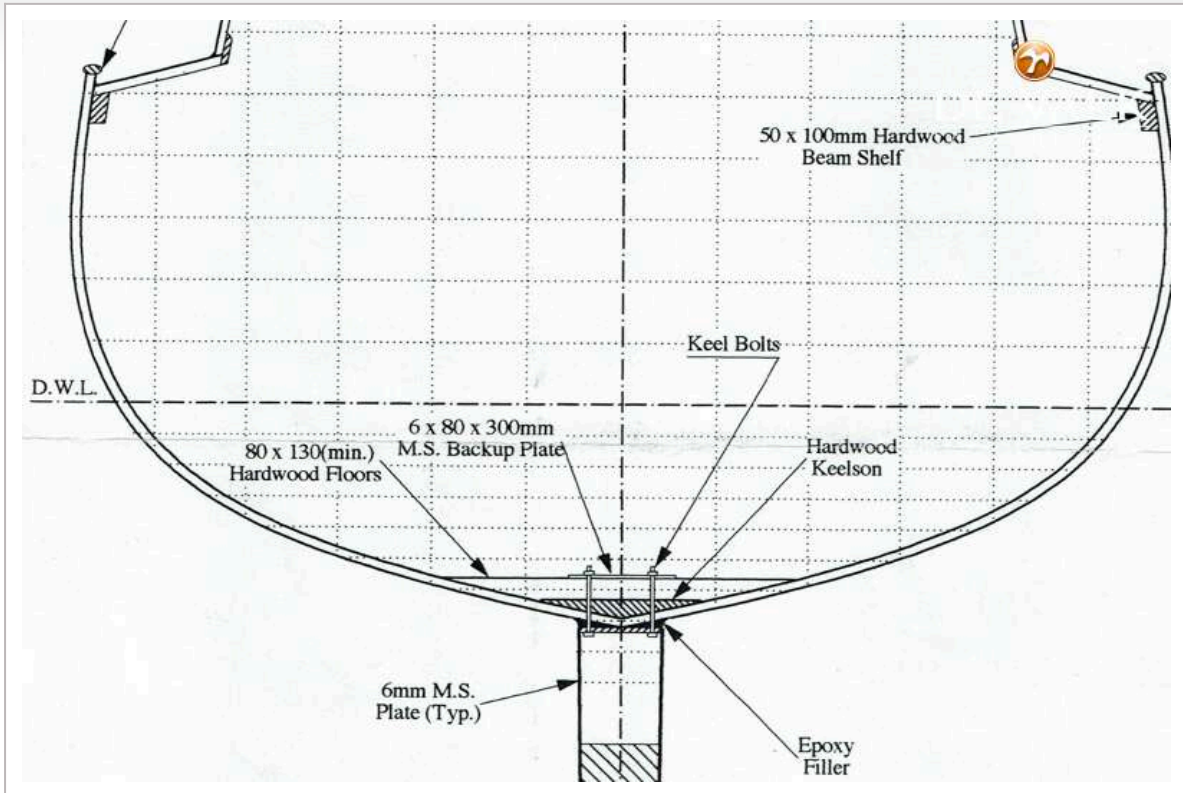 50 x 100mm Hardwood
Beam Shelf
Keel Bolts
D.W.L.
6 x 80 x 300mm
M.S. Backup Plate
80 x 130(min.)
Hardwood Floors
Hardwood
Keelson
6mm M.S.
Plate (Typ.)
Epoxy
Filler